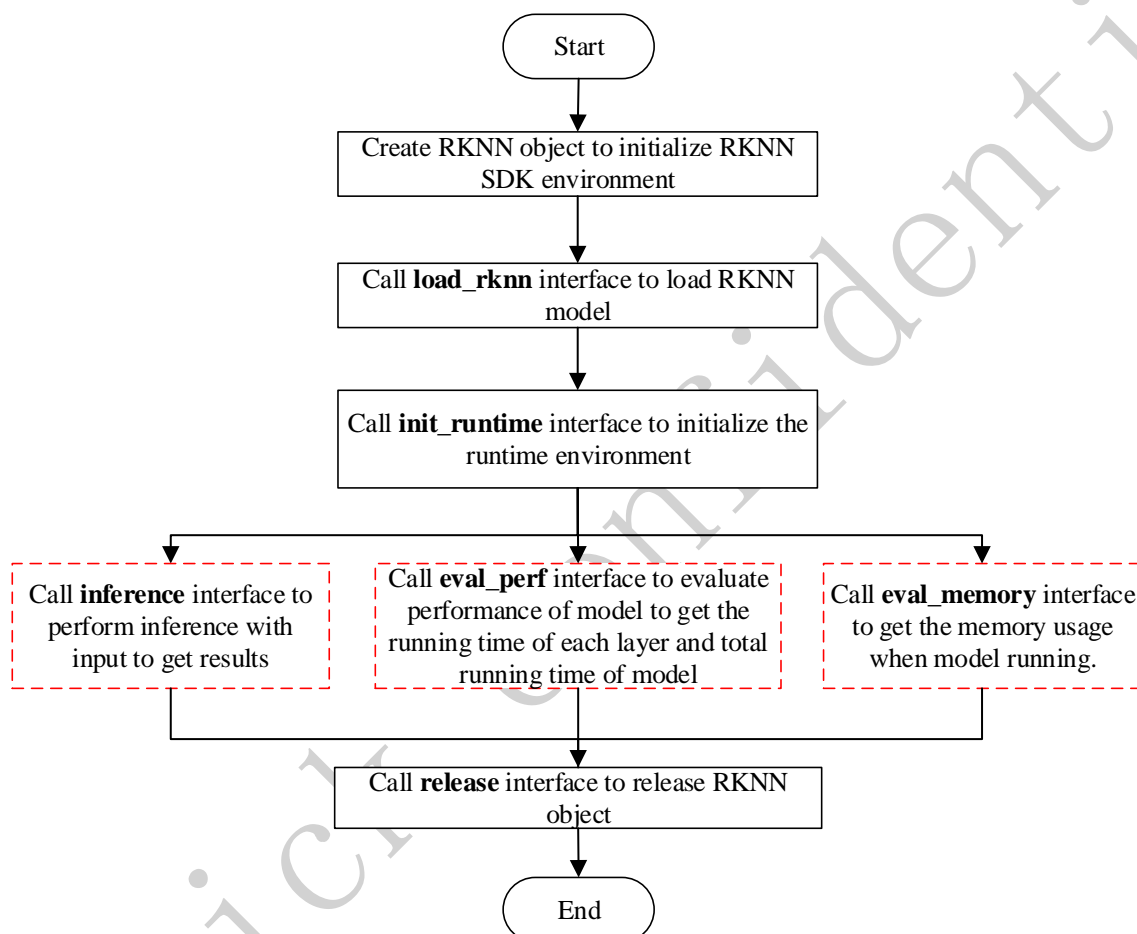 Start
Create RKNN object to initialize RKNN
SDK environment
Call load_rknn interface to load RKNN
model
Call init_runtime interface to initialize the
runtime environment
Call inference interface to
perform inference with
input to get results
Call eval_perf interface to evaluate
performance of model to get the
running time of each layer and total
running time of model
Call eval_memory interface
to get the memory usage
when model running.
Call release interface to release RKNN
object
End
ick confidenti